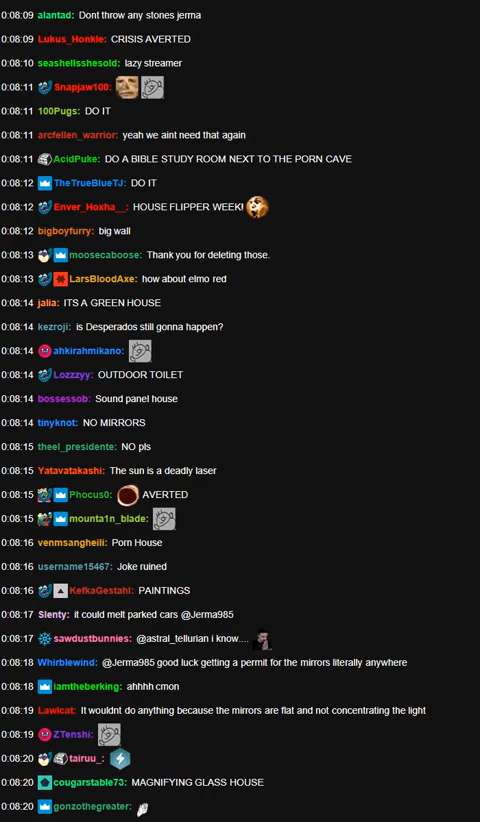 0:08:09 alantad: Dont throw any stones jerma
0:08:09 Lukus_Honkle: CRISIS AVERTED
0:08:10 seashellsshesold: lazy streamer
0:08:11 Snapjaw100:
0:08:11 100Pugs: DO IT
0:08:11 arcfellen_warrior: yeah we aint need that again
0:08:11 AcidPuke: DO A BIBLE STUDY ROOM NEXT TO THE PORN CAVE
0:08:12 TheTrueBlueTJ: DO IT
0:08:12 Enver_Hoxha__: HOUSE FLIPPER WEEK!
0:08:12 bigboyfurry: big wall
0:08:13 moosecaboose: Thank you for deleting those.
0:08:13 LarsBloodAxe: how about elmo red
0:08:14 jalia: ITS A GREEN HOUSE
0:08:14 kezroji: is Desperados still gonna happen?
0:08:14 ahkirahmikano:
0:08:14 Lozzzyy: OUTDOOR TOILET
0:08:14 bossessob: Sound panel house
0:08:14 tinyknot: NO MIRRORS
0:08:15 theel_presidente: NO pls
0:08:15 Yatavatakashi: The sun is a deadly laser
0:08:15 Phocus0: AVERTED
0:08:15 mounta1n_blade:
0:08:16 venmsangheili: Porn House
0:08:16 username15467: Joke ruined
0:08:16 KefkaGestahl: PAINTINGS
0:08:17 Slenty: it could melt parked cars @Jerma985
0:08:17 sawdustbunnies: @astral_tellurian i know....
0:08:18 Whirblewind: @Jerma985 good luck getting a permit for the mirrors literally anywhere
0:08:18 iamtheberking: ahhhh cmon
0:08:19 Lawlcat: It wouldnt do anything because the mirrors are flat and not concentrating the light
0:08:19 ZTenshi:
0:08:20 tairuu_:
0:08:20 cougarstable73: MAGNIFYING GLASS HOUSE
0:08:20 gonzothegreater: